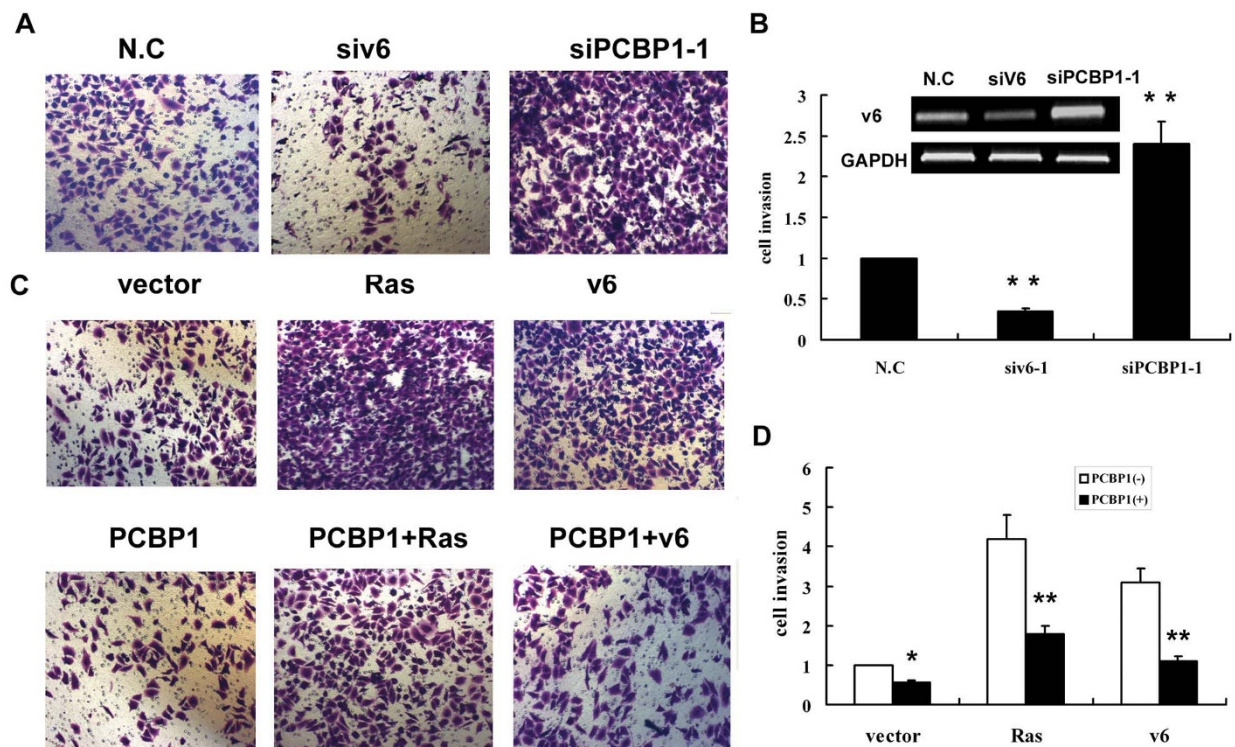 A
N.C
siv6
siPCBP1-1
B
N.C
siV6
siPCBP1-1
v6
GAPDH
cell invasion
3
2.5
2
1.5
1
0.5
0
* *
* *
N.C
siv6-1
siPCBP1-1
C
vector
Ras
v6
PCBP1
PCBP1+Ras
PCBP1+v6
D
cell invasion
6
5
4
3
2
1
0
PCBP1(-)
PCBP1(+)
*
**
**
vector
Ras
v6